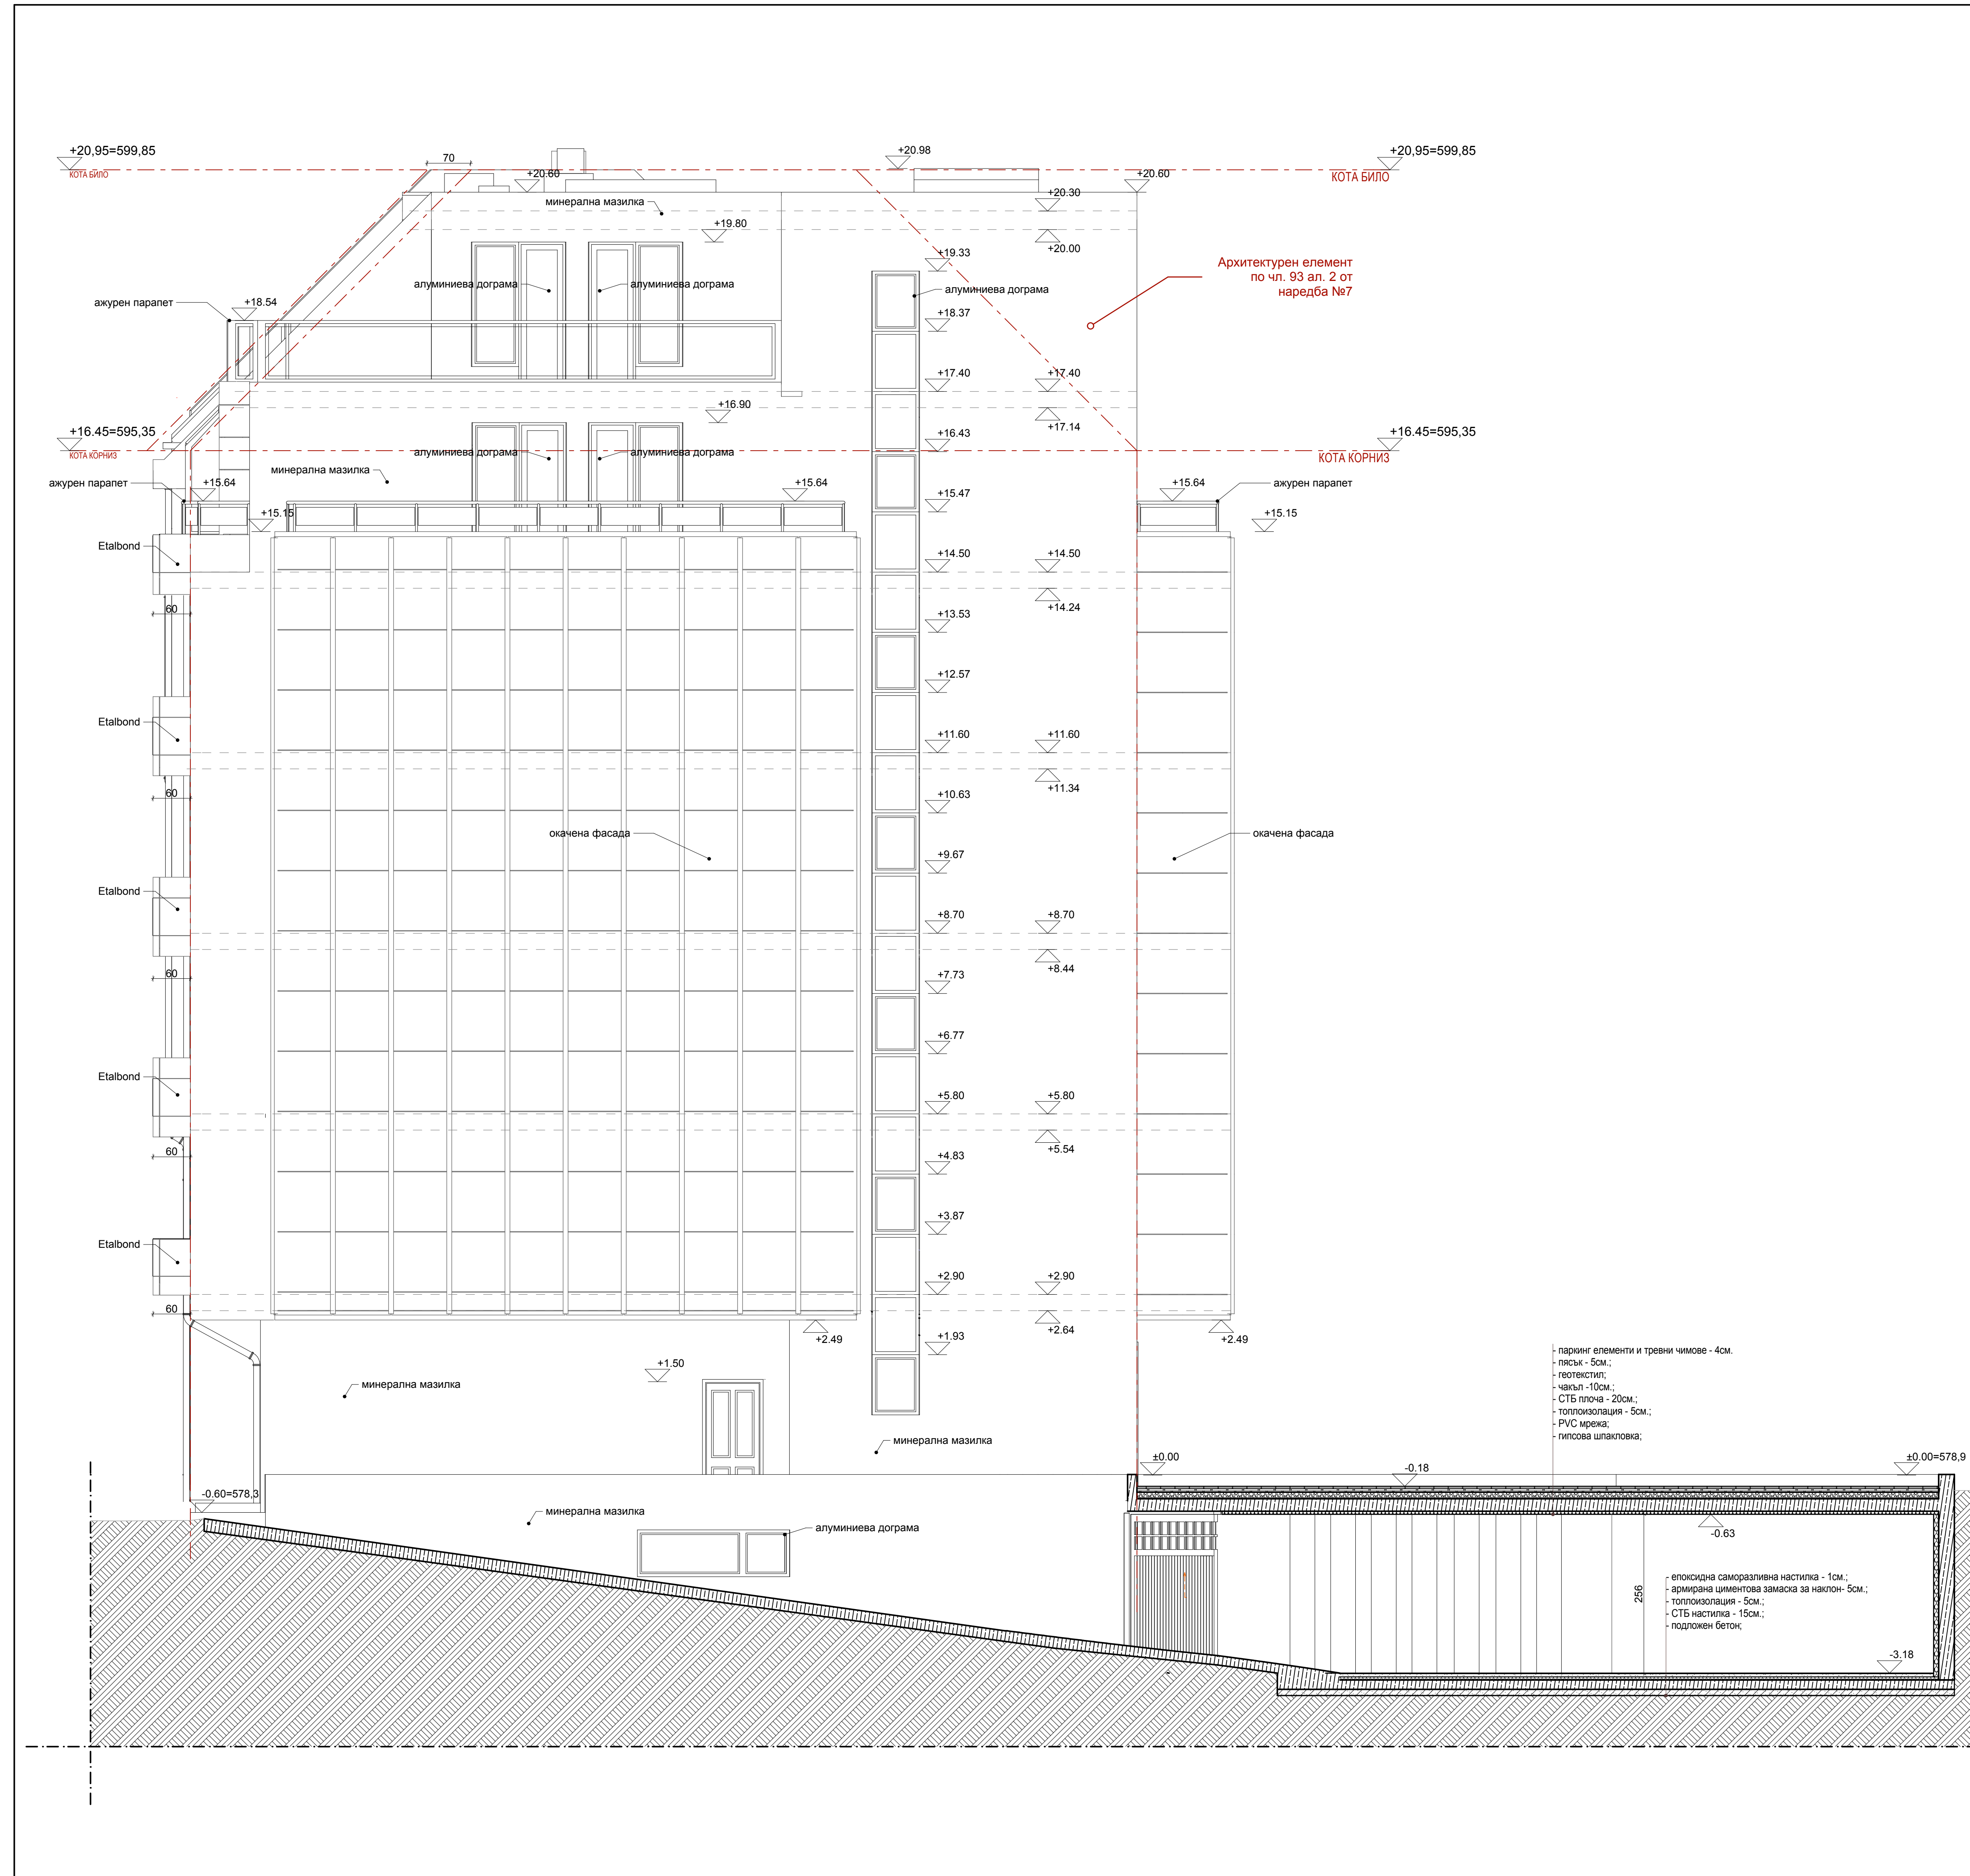 +20,95=599,85
КОТА БИЛО
70
+20.60
+20.98
+20,95=599,85
КОТА БИЛО
+20.60
+20.30
минерална мазилка
+19.80
+20.00
+19.33
Архитектурен елемент
по чл. 93 ал. 2 от
наредба №7
алуминиева дограма
алуминиева дограма
алуминиева дограма
ажурен парапет
+18.54
+18.37
+17.40
+17.40
+16.90
+17.14
+16.45=595,35
КОТА КОРНИЗ
+16.43
+16.45=595,35
КОТА КОРНИЗ
алуминиева дограма
алуминиева дограма
минерална мазилка
ажурен парапет
+15.64
+15.64
+15.64
ажурен парапет
+15.47
+15.15
+15.15
Etalbond
+14.50
+14.50
60
+14.24
+13.53
+12.57
Etalbond
+11.60
+11.60
60
+11.34
+10.63
окачена фасада
окачена фасада
+9.67
Etalbond
+8.70
+8.70
60
+8.44
+7.73
+6.77
Etalbond
+5.80
+5.80
60
+5.54
+4.83
+3.87
Etalbond
+2.90
+2.90
60
+2.64
+2.49
+1.93
+2.49
+1.50
минерална мазилка
- паркинг елементи и тревни чимове - 4см.
- пясък - 5см.;
- геотекстил;
- чакъл -10см.;
- СТБ плоча - 20см.;
- топлоизолация - 5см.;
- PVC мрежа;
- гипсова шпакловка;
минерална мазилка
±0.00
-0.18
±0.00=578,9
-0.60=578,3
минерална мазилка
алуминиева дограма
-0.63
256
- епоксидна саморазливна настилка - 1см.;
- армирана циментова замаска за наклон- 5см.;
- топлоизолация - 5см.;
- СТБ настилка - 15см.;
- подложен бетон;
-3.18